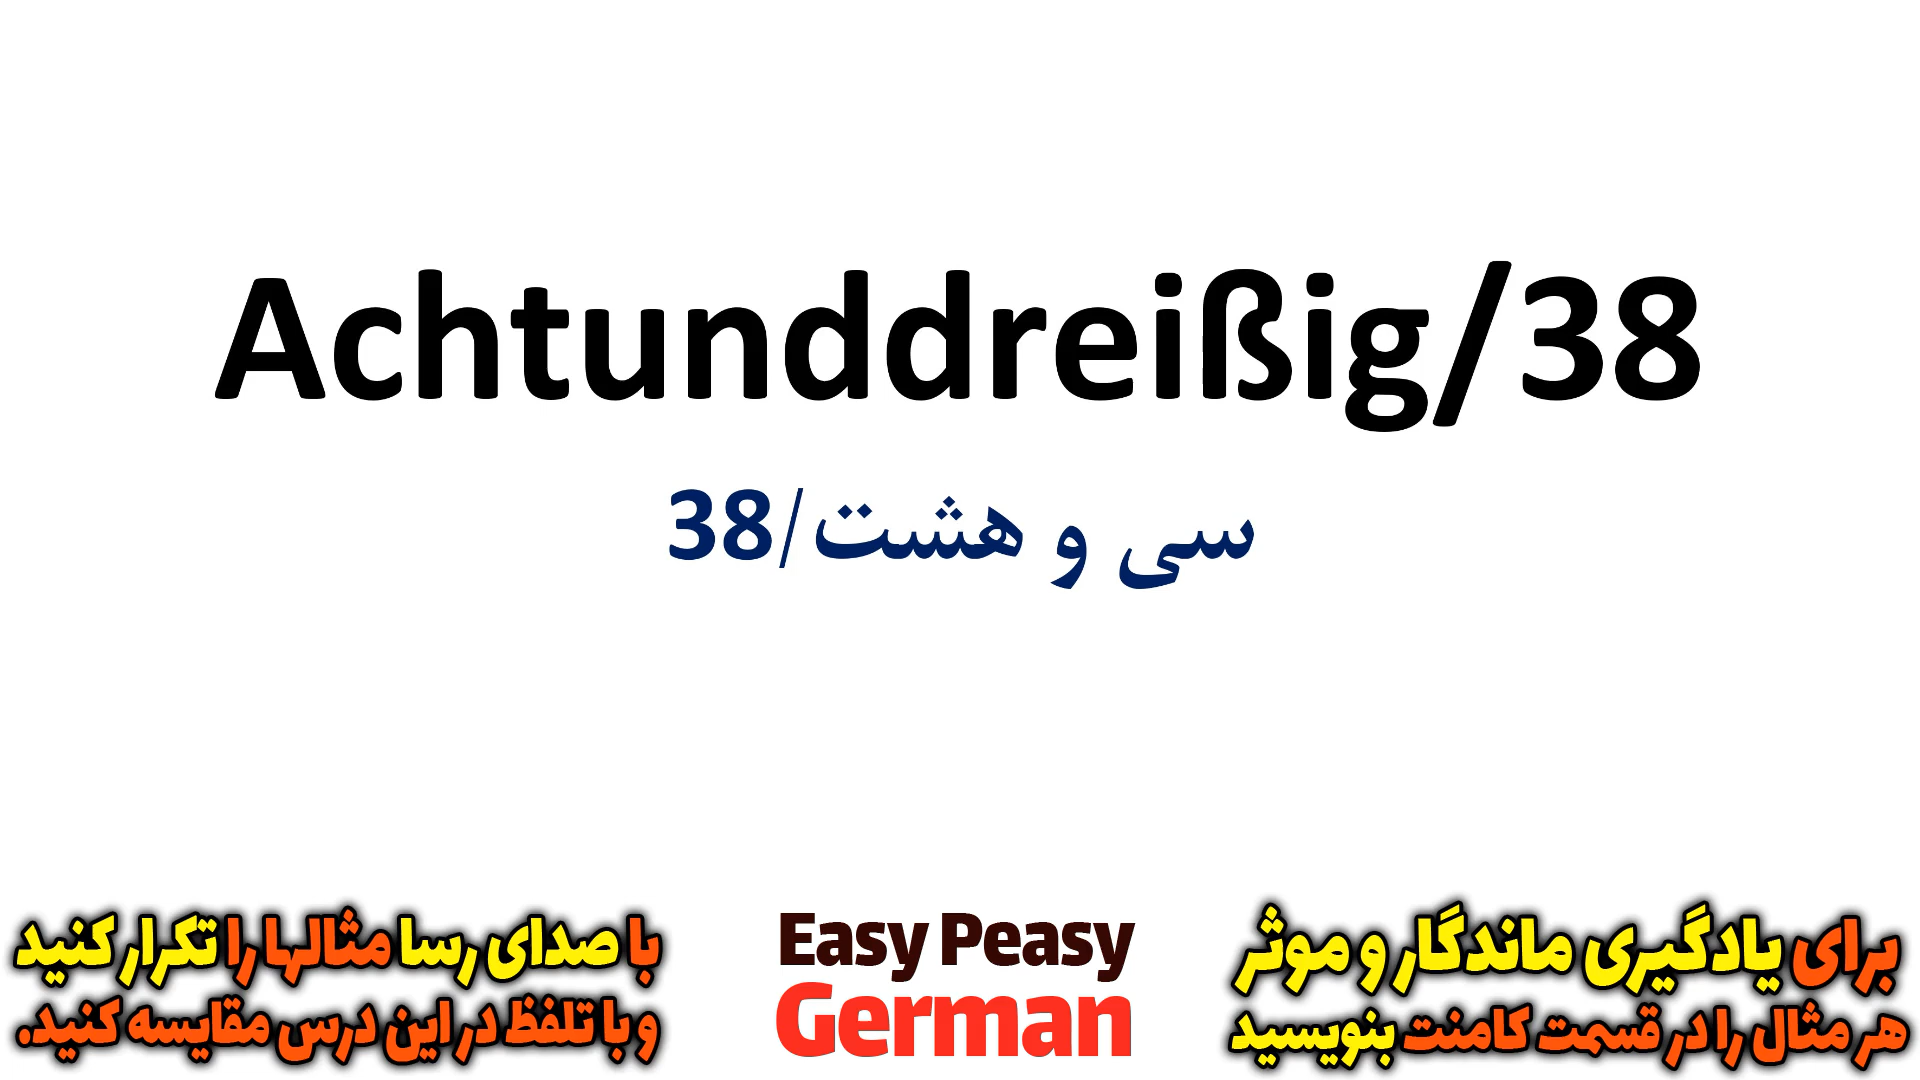 Achtunddreißig/38
سی و هشت/38
با صدای رسا مثالها را تکرار کنید
و با تلفظ در این درس مقایسه کنید.
Easy Peasy
German
برای یادگیری ماندگار و موثر
هر مثال را در قسمت کامنت بنویسید